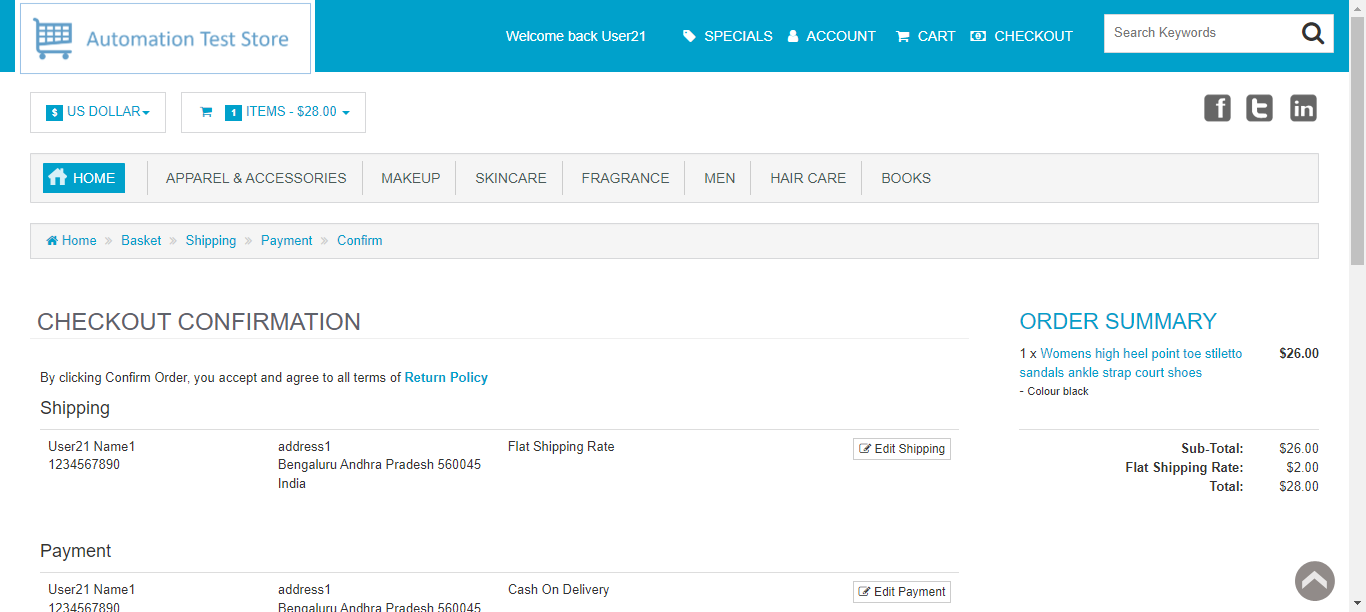 Automation Test Store
Welcome back User21
SPECIALS
ACCOUNT
CART
CHECKOUT
Search Keywords
$ US DOLLAR
1 ITEMS - $28.00
HOME
APPAREL & ACCESSORIES
MAKEUP
SKINCARE
FRAGRANCE
MEN
HAIR CARE
BOOKS
Home » Basket » Shipping » Payment » Confirm
CHECKOUT CONFIRMATION
By clicking Confirm Order, you accept and agree to all terms of Return Policy
Shipping
User21 Name1
1234567890
address1
Bengaluru Andhra Pradesh 560045
India
Flat Shipping Rate
Edit Shipping
Payment
User21 Name1
1234567890
address1
Bengaluru Andhra Pradesh 560045
Cash On Delivery
Edit Payment
ORDER SUMMARY
1 x Womens high heel point toe stiletto $26.00
sandals ankle strap court shoes
- Colour black
Sub-Total: $26.00
Flat Shipping Rate: $2.00
Total: $28.00